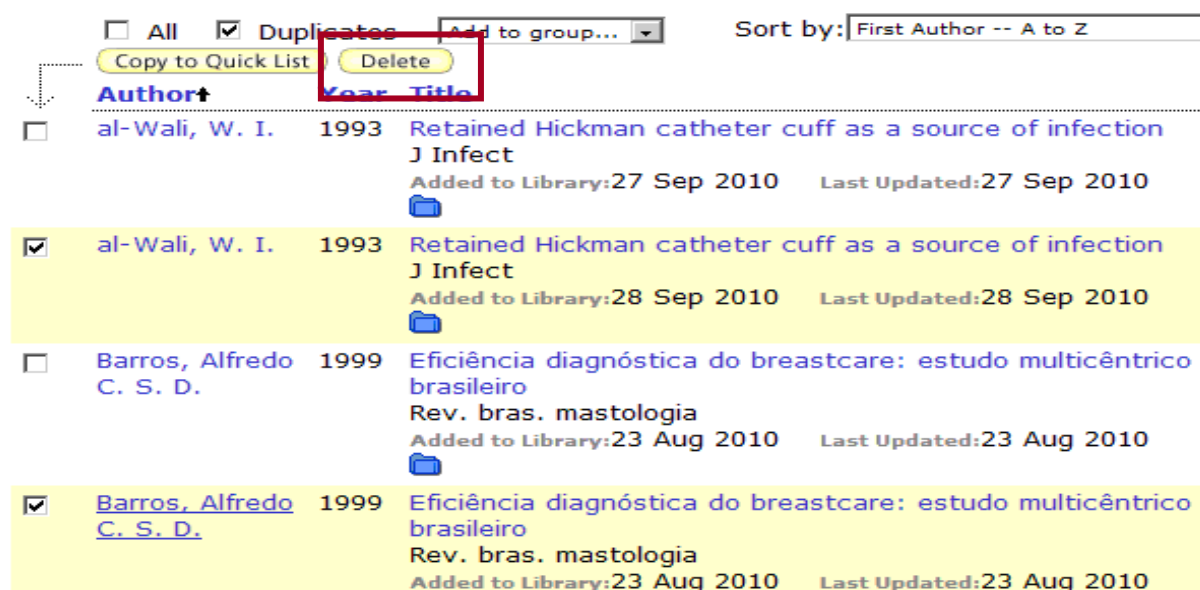 All Duplicates Add to group... Sort by: First Author -- A to Z
Copy to Quick List Delete
Author Year Title
al-Wali, W. I. 1993 Retained Hickman catheter cuff as a source of infection
J Infect
Added to Library:27 Sep 2010 Last Updated:27 Sep 2010
al-Wali, W. I. 1993 Retained Hickman catheter cuff as a source of infection
J Infect
Added to Library:28 Sep 2010 Last Updated:28 Sep 2010
Barros, Alfredo 1999 Eficiência diagnóstica do breastcare: estudo multicêntrico
C. S. D. brasileiro
Rev. bras. mastologia
Added to Library:23 Aug 2010 Last Updated:23 Aug 2010
Barros, Alfredo 1999 Eficiência diagnóstica do breastcare: estudo multicêntrico
C. S. D. brasileiro
Rev. bras. mastologia
Added to Library:23 Aug 2010 Last Updated:23 Aug 2010